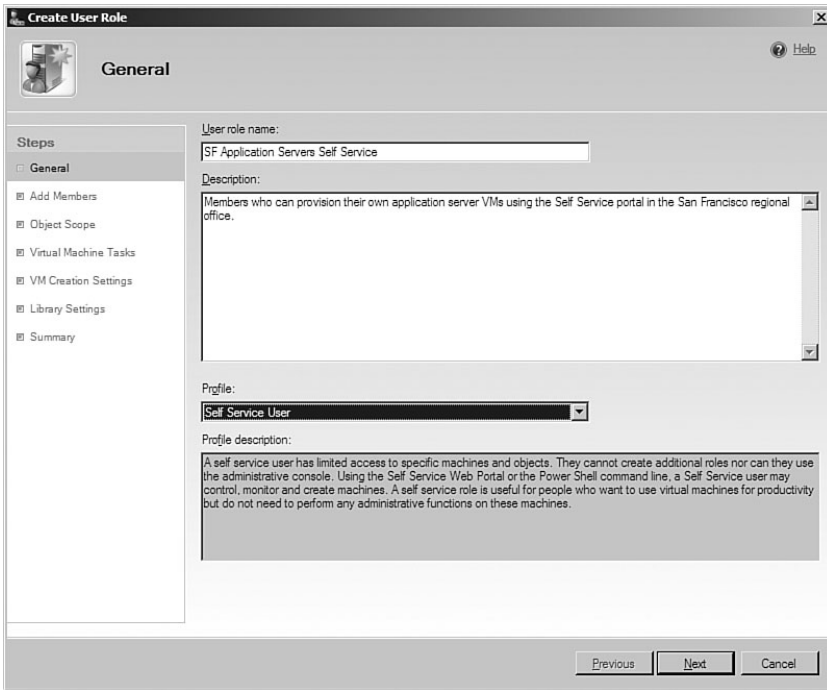 Create User Role
General
Help
Steps
General
Add Members
Object Scope
Virtual Machine Tasks
VM Creation Settings
Library Settings
Summary
User role name:
SF Application Servers Self Service
Description:
Members who can provision their own application server VMs using the Self Service portal in the San Francisco regional
office.
Profile:
Self Service User
Profile description:
A self service user has limited access to specific machines and objects. They cannot create additional roles nor can they use
the administrative console. Using the Self Service Web Portal or the Power Shell command line, a Self Service user may
control, monitor and create machines. A self service role is useful for people who want to use virtual machines for productivity
but do not need to perform any administrative functions on these machines.
Previous
Next
Cancel